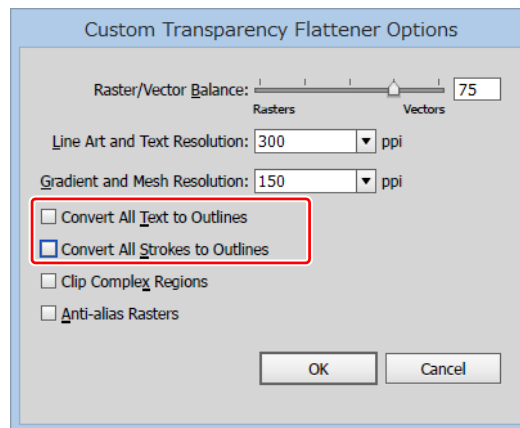 Custom Transparency Flattener Options
Raster/Vector Balance: 75
Rasters Vectors
Line Art and Text Resolution: 300 ppi
Gradient and Mesh Resolution: 150 ppi
Convert All Text to Outlines
Convert All Strokes to Outlines
Clip Complex Regions
Anti-alias Rasters
OK Cancel